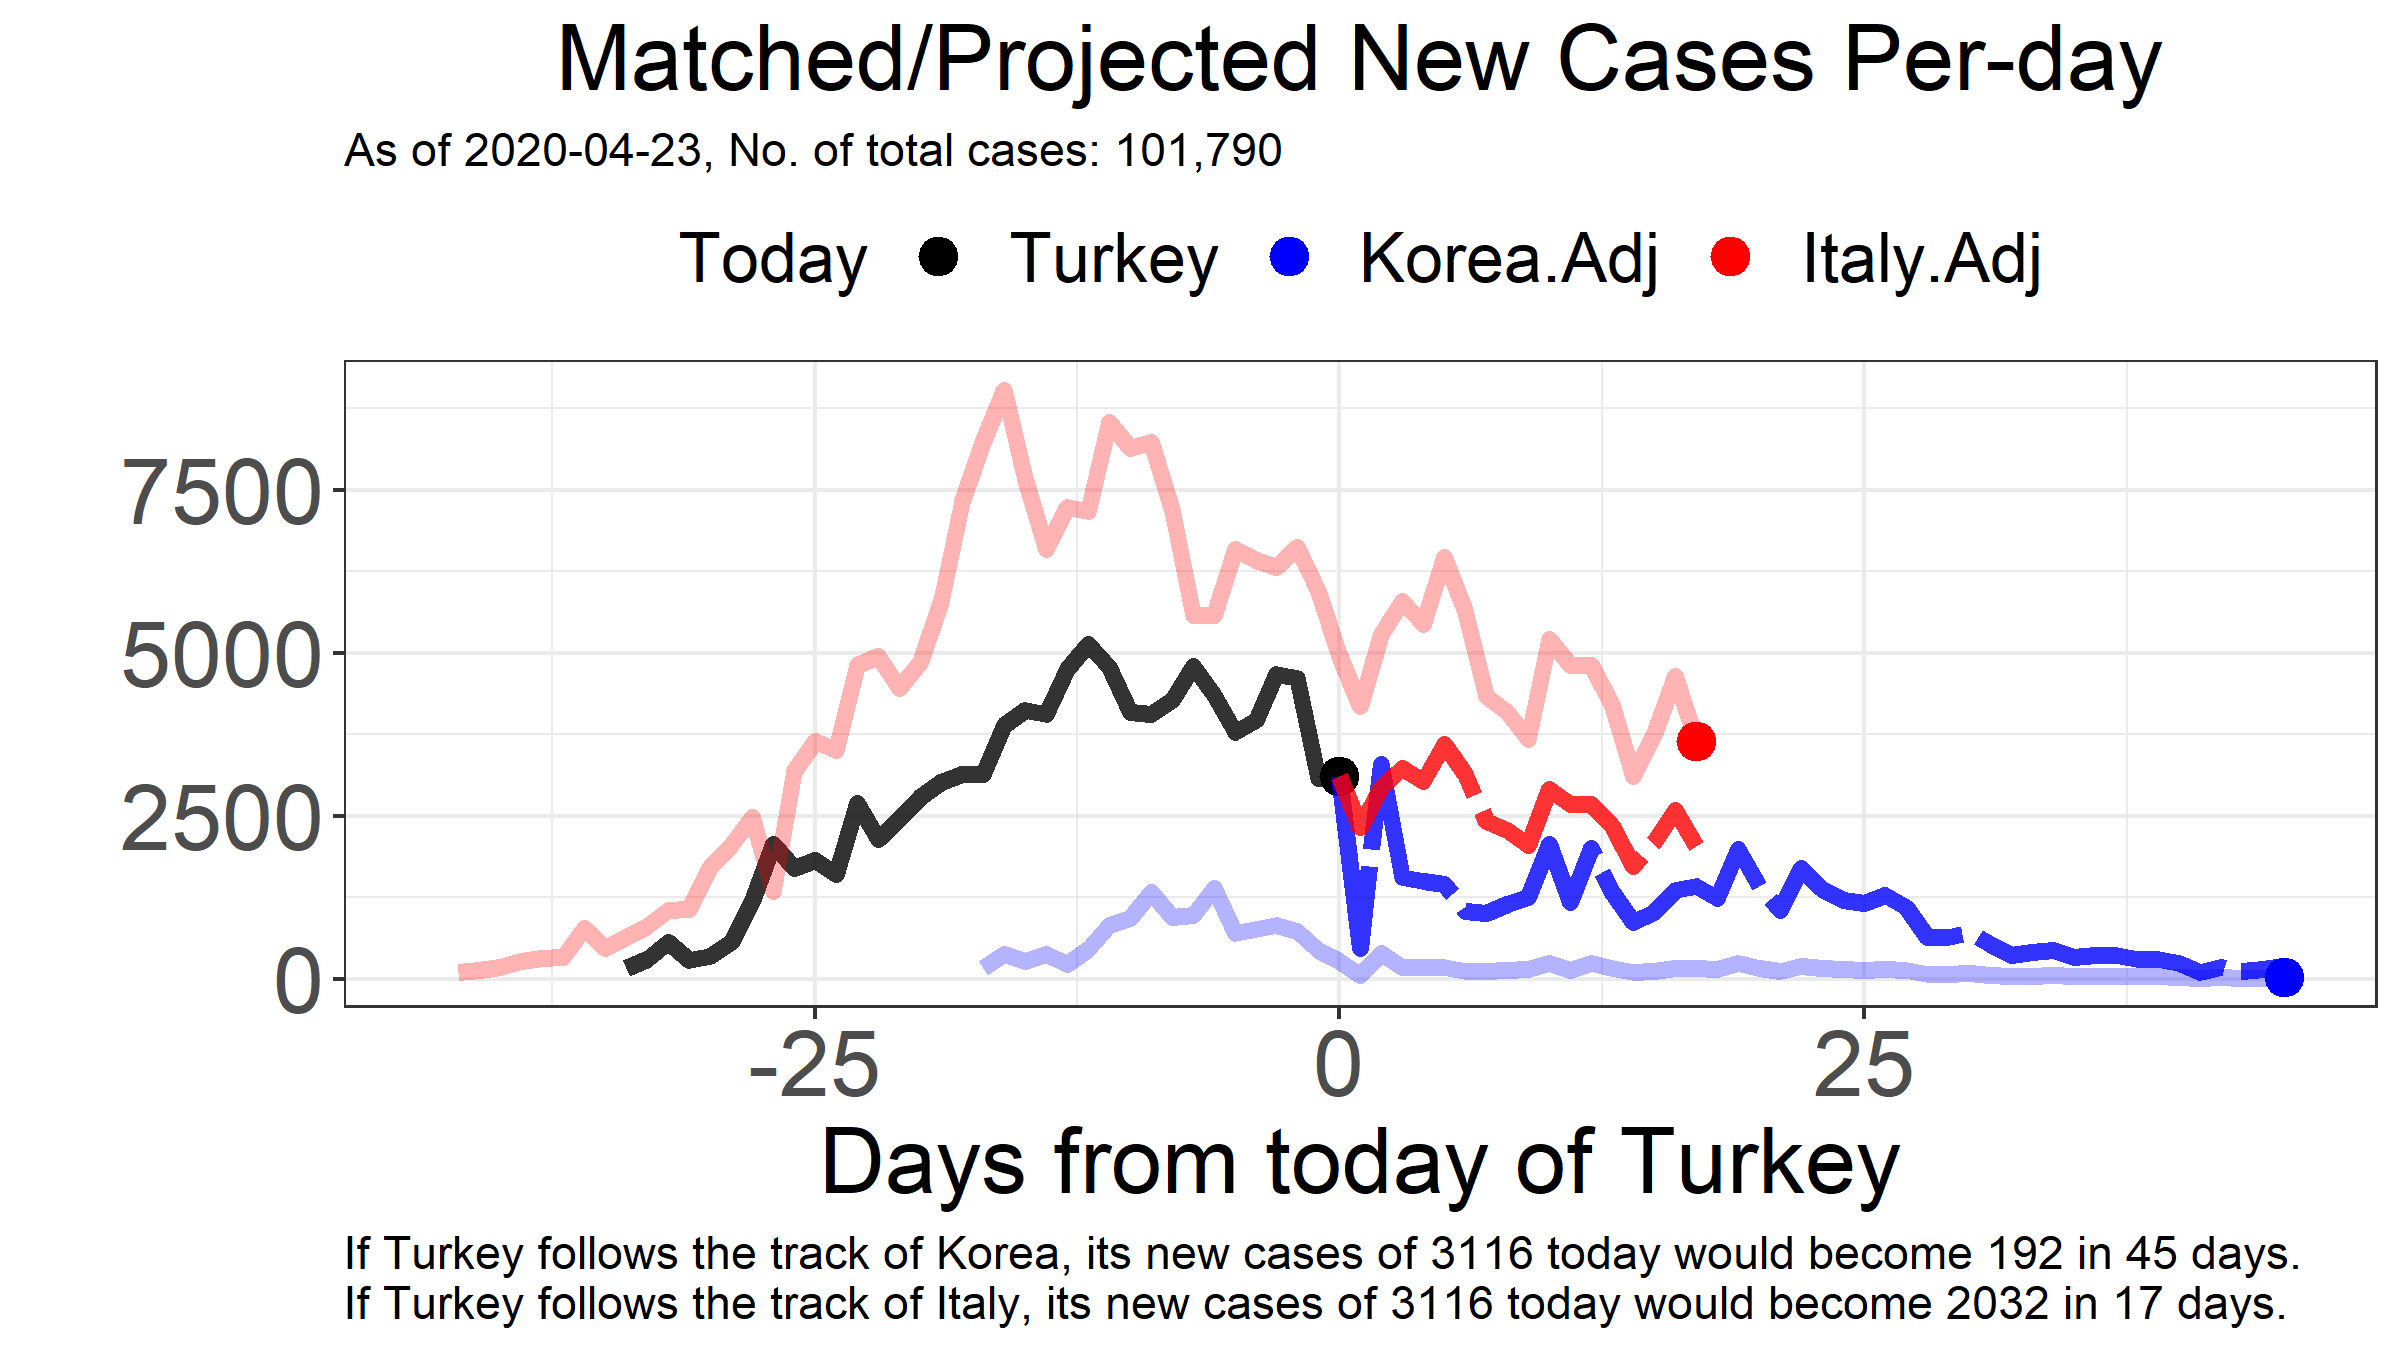 Matched/Projected New Cases Per-day
As of 2020-04-23, No. of total cases: 101,790
Today Turkey Korea.Adj Italy.Adj
7500
5000
2500
0
-25 0 25
Days from today of Turkey
If Turkey follows the track of Korea, its new cases of 3116 today would become 192 in 45 days.
If Turkey follows the track of Italy, its new cases of 3116 today would become 2032 in 17 days.